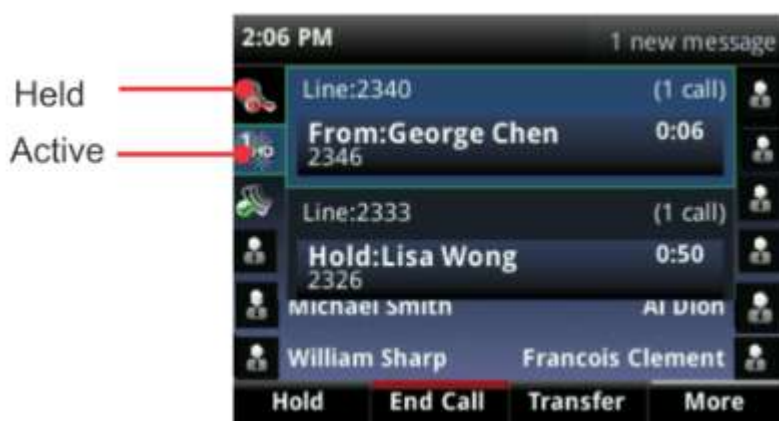 2:06 PM 1 new message
Held
Active
Line:2340 (1 call)
From:George Chen 0:06
2346
1 HD
Line:2333 (1 call)
Hold:Lisa Wong 0:50
2326
Michael Smith Al Dion
William Sharp Francois Clement
Hold End Call Transfer More